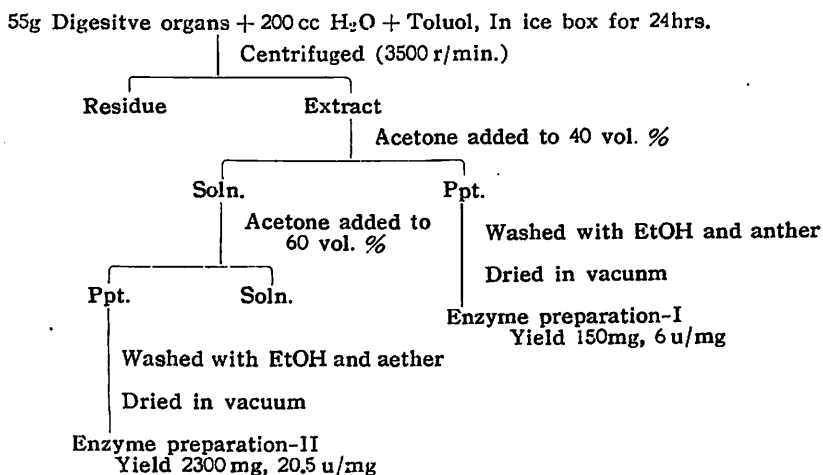 55g Digesitve organs + 200 cc H₂O + Toluol, In ice box for 24hrs.
Centrifuged (3500 r/min.)
Residue Extract
Acetone added to 40 vol. %
Soln. Ppt.
Acetone added to
60 vol. %
Washed with EtOH and anther
Dried in vacunm
Ppt. Soln.
Enzyme preparation-I
Yield 150mg, 6 u/mg
Washed with EtOH and aether
Dried in vacuum
Enzyme preparation-II
Yield 2300 mg, 20.5 u/mg